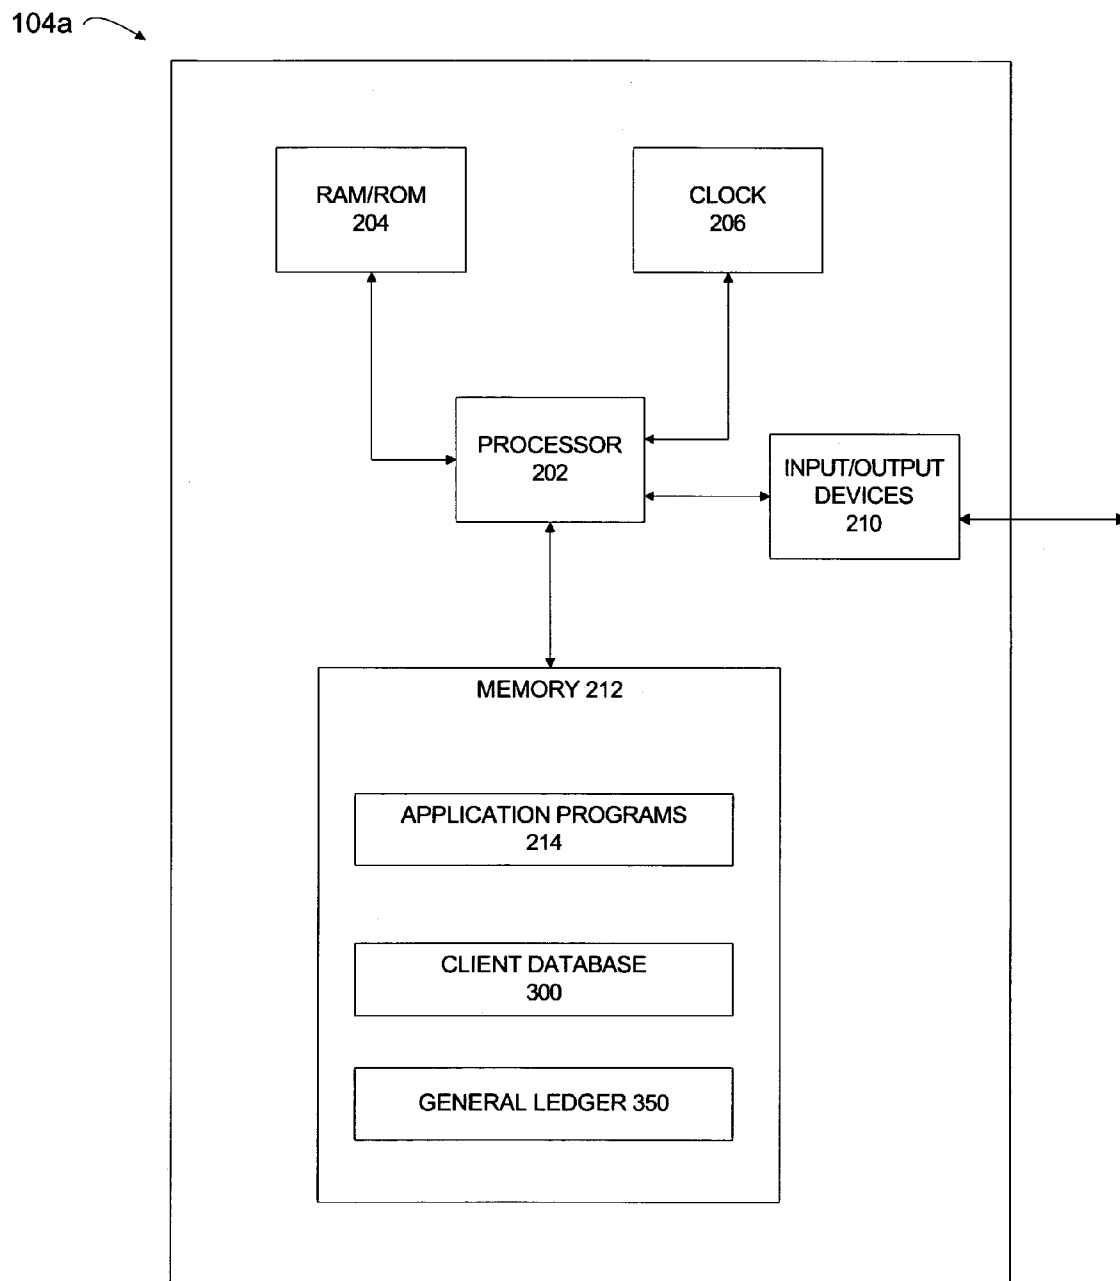 104a
RAM/ROM
204
CLOCK
206
PROCESSOR
202
INPUT/OUTPUT
DEVICES
210
MEMORY 212
APPLICATION PROGRAMS
214
CLIENT DATABASE
300
GENERAL LEDGER 350